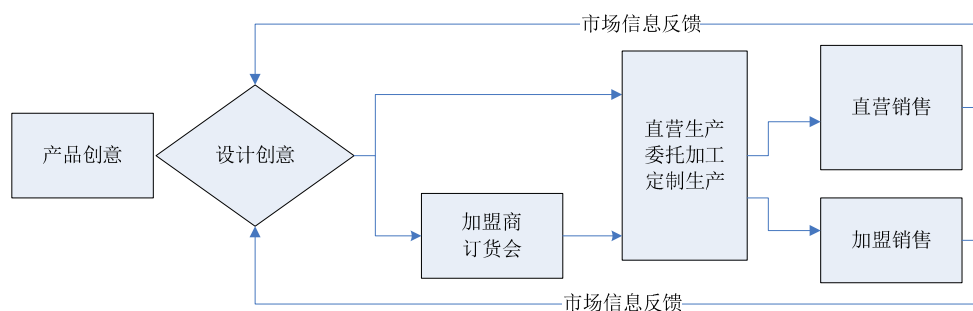 市场信息反馈
产品创意
设计创意
加盟商
订货会
直营生产
委托加工
定制生产
直营销售
加盟销售
市场信息反馈